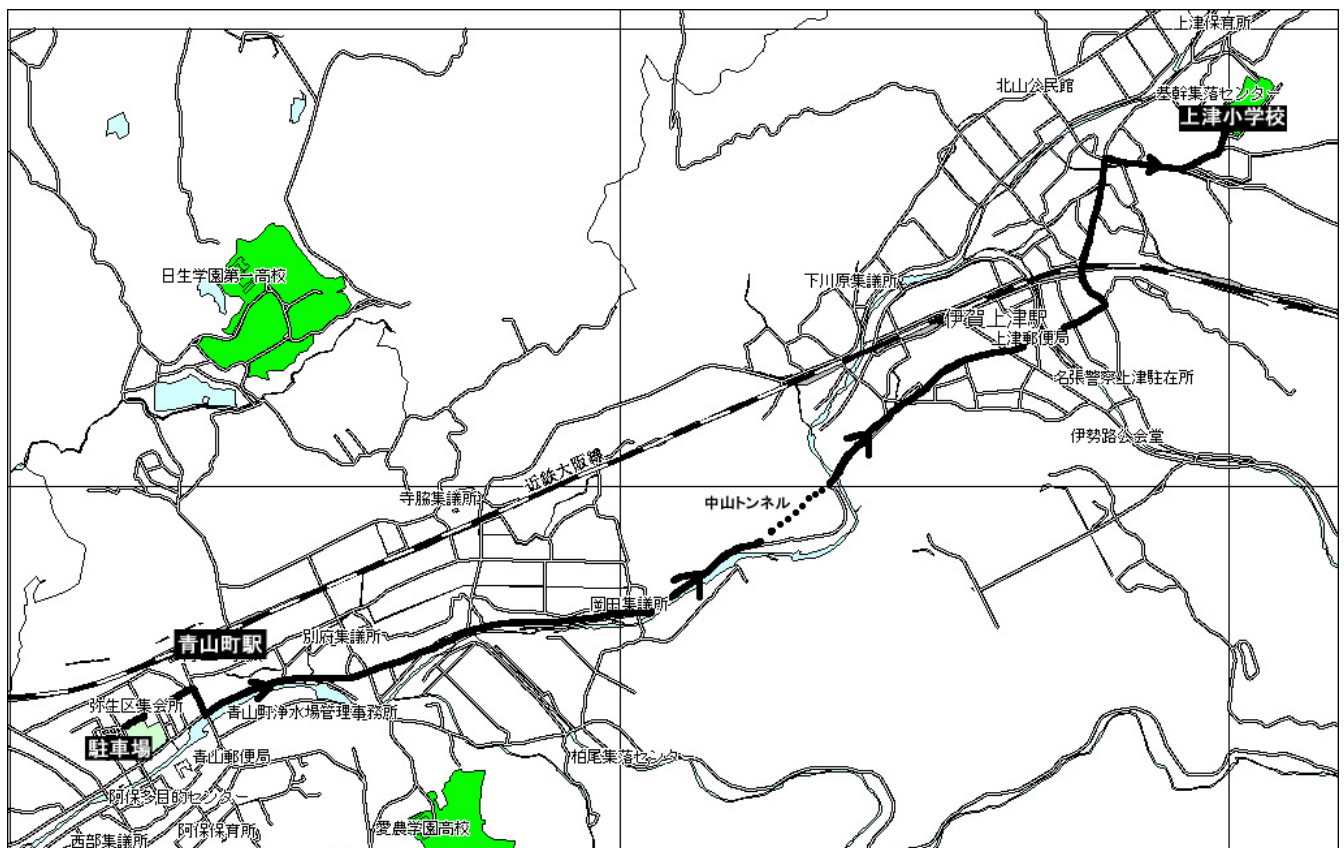 上津保育所
北山公民館
基幹集落センター
上津小学校
日生学園第一高校
下川原集議所
伊賀上津駅
上津郵便局
名張警察上津駐在所
伊勢路公会堂
近鉄大阪線
寺脇集議所
中山トンネル
岡田集議所
別府集議所
青山町駅
弥生区集会所
青山町浄水場管理事務所
駐車場
青山郵便局
柏尾集落センタ
阿保多目的センター
阿保保育所
愛農学園高校
西部集議所